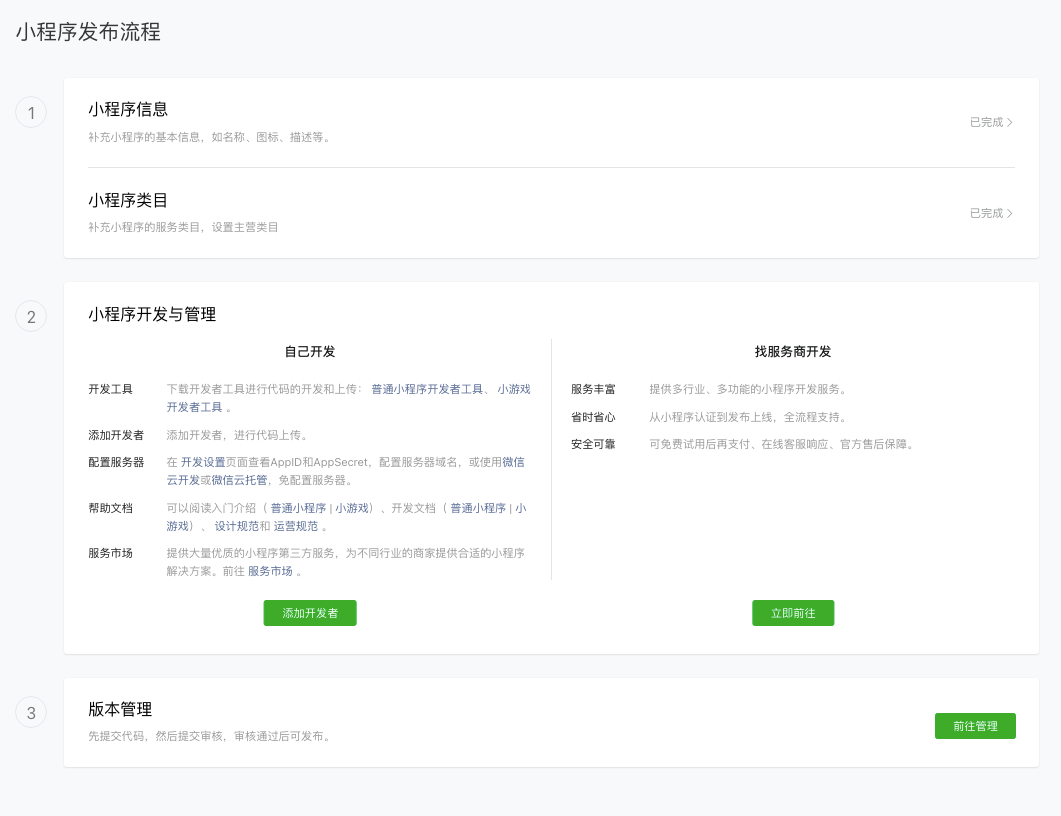 小程序发布流程
1
小程序信息
补充小程序的基本信息，如名称、图标、描述等。
已完成
小程序类目
补充小程序的服务类目，设置主营类目
已完成
2
小程序开发与管理
自己开发
开发工具
下载开发者工具进行代码的开发和上传： 普通小程序开发者工具、 小游戏
开发者工具 。
添加开发者
添加开发者，进行代码上传。
配置服务器
在 开发设置页面查看AppID和AppSecret，配置服务器域名，或使用微信
云开发或微信云托管，免配置服务器。
帮助文档
可以阅读入门介绍（ 普通小程序 | 小游戏）、开发文档（ 普通小程序 | 小
游戏）、 设计规范和 运营规范 。
服务市场
提供大量优质的小程序第三方服务，为不同行业的商家提供合适的小程序
解决方案。前往 服务市场 。
添加开发者
找服务商开发
服务丰富
提供多行业、多功能的小程序开发服务。
省时省心
从小程序认证到发布上线，全流程支持。
安全可靠
可免费试用后再支付、在线客服响应、官方售后保障。
立即前往
3
版本管理
先提交代码，然后提交审核，审核通过后可发布。
前往管理